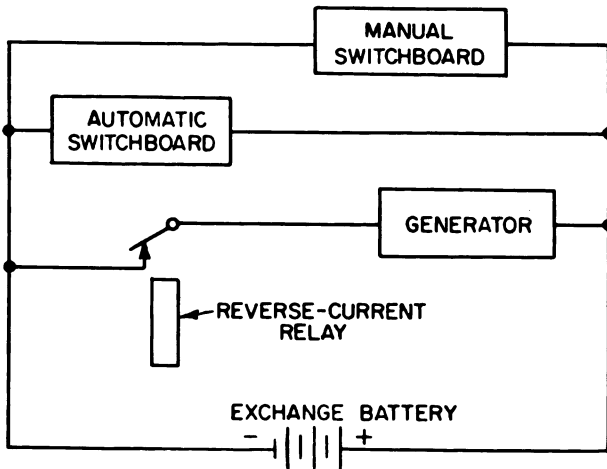 MANUAL
SWITCHBOARD
AUTOMATIC
SWITCHBOARD
GENERATOR
REVERSE-CURRENT
RELAY
EXCHANGE BATTERY
- +